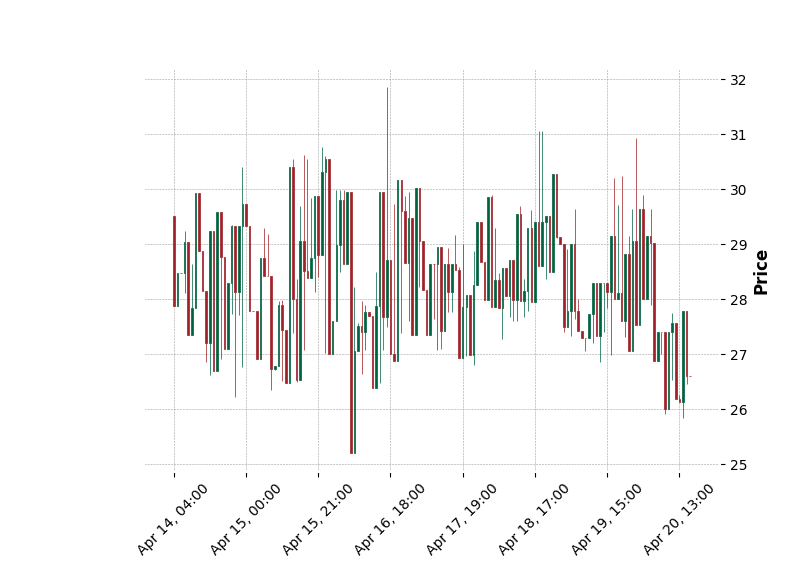 32
31
30
29
28
27
26
25
Price
Apr 14, 04:00
Apr 15, 00:00
Apr 15, 21:00
Apr 16, 18:00
Apr 17, 19:00
Apr 18, 17:00
Apr 19, 15:00
Apr 20, 13:00